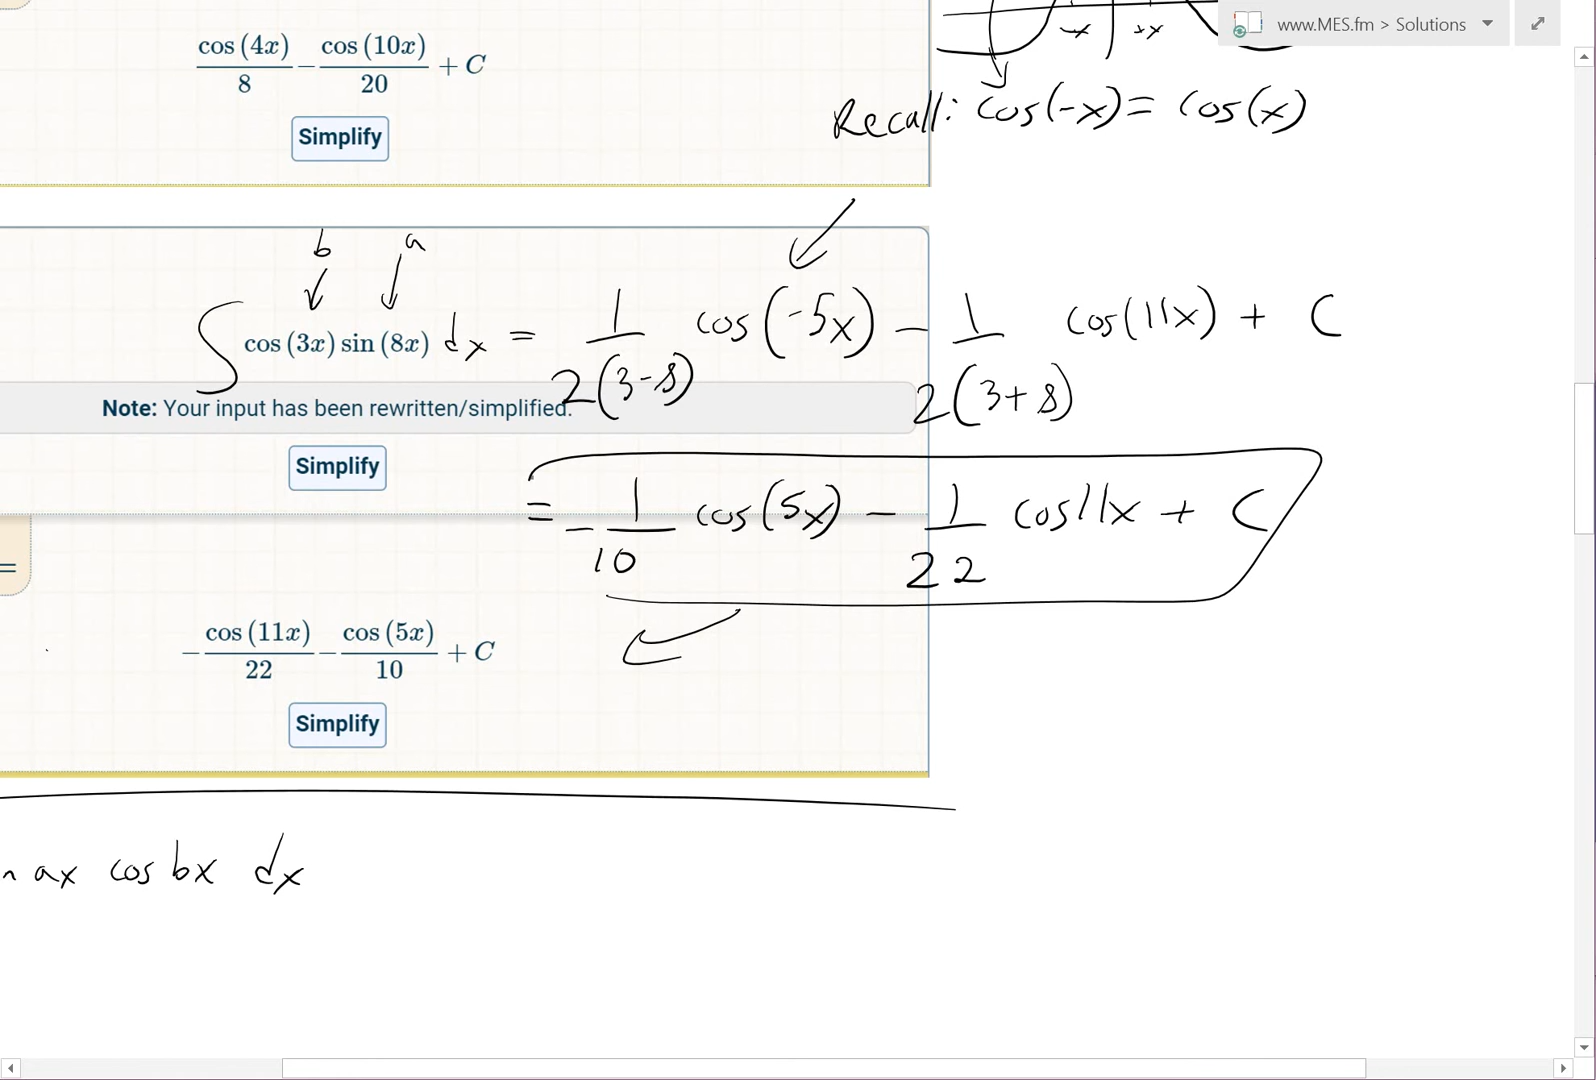 www.MES.fm > Solutions
cos (4x)/8 − cos (10x)/20 + C
Simplify
-x +x
Recall: cos(-x) = cos(x)
b a
∫ cos (3x) sin (8x) dx = 1/2(3-8) cos(-5x) - 1/2(3+8) cos(11x) + C
Note: Your input has been rewritten/simplified.
Simplify
= -1/10 cos(5x) - 1/22 cos11x + C
=
− cos (11x)/22 − cos (5x)/10 + C
Simplify
ax cos bx dx